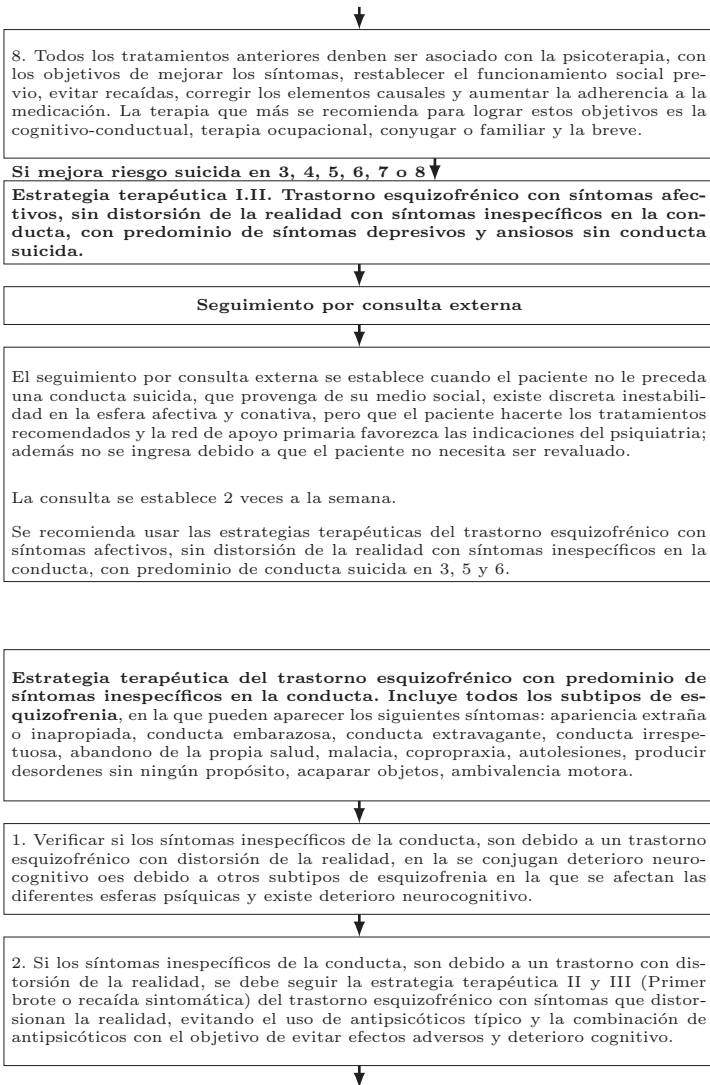 8. Todos los tratamientos anteriores denben ser asociado con la psicoterapia, con
los objetivos de mejorar los síntomas, restablecer el funcionamiento social pre-
vio, evitar recaídas, corregir los elementos causales y aumentar la adherencia a la
medicación. La terapia que más se recomienda para lograr estos objetivos es la
cognitivo-conductual, terapia ocupacional, conyugar o familiar y la breve.
Si mejora riesgo suicida en 3, 4, 5, 6, 7 o 8
Estrategia terapéutica I.II. Trastorno esquizofrénico con síntomas afec-
tivos, sin distorsión de la realidad con síntomas inespecíficos en la con-
ducta, con predominio de síntomas depresivos y ansiosos sin conducta
suicida.
Seguimiento por consulta externa
El seguimiento por consulta externa se establece cuando el paciente no le preceda
una conducta suicida, que provenga de su medio social, existe discreta inestabili-
dad en la esfera afectiva y conativa, pero que el paciente hacerte los tratamientos
recomendados y la red de apoyo primaria favorezca las indicaciones del psiquiatria;
además no se ingresa debido a que el paciente no necesita ser revaluado.
La consulta se establece 2 veces a la semana.
Se recomienda usar las estrategias terapéuticas del trastorno esquizofrénico con
síntomas afectivos, sin distorsión de la realidad con síntomas inespecíficos en la
conducta, con predominio de conducta suicida en 3, 5 y 6.
Estrategia terapéutica del trastorno esquizofrénico con predominio de
síntomas inespecíficos en la conducta. Incluye todos los subtipos de es-
quizofrenia, en la que pueden aparecer los siguientes síntomas: apariencia extraña
o inapropiada, conducta embarazosa, conducta extravagante, conducta irrespe-
tuosa, abandono de la propia salud, malacia, copropraxia, autolesiones, producir
desordenes sin ningún propósito, acaparar objetos, ambivalencia motora.
1. Verificar si los síntomas inespecíficos de la conducta, son debido a un trastorno
esquizofrénico con distorsión de la realidad, en la se conjugan deterioro neuro-
cognitivo oes debido a otros subtipos de esquizofrenia en la que se afectan las
diferentes esferas psíquicas y existe deterioro neurocognitivo.
2. Si los síntomas inespecíficos de la conducta, son debido a un trastorno con dis-
torsión de la realidad, se debe seguir la estrategia terapéutica II y III (Primer
brote o recaída sintomática) del trastorno esquizofrénico con síntomas que distor-
sionan la realidad, evitando el uso de antipsicóticos típico y la combinación de
antipsicóticos con el objetivo de evitar efectos adversos y deterioro cognitivo.